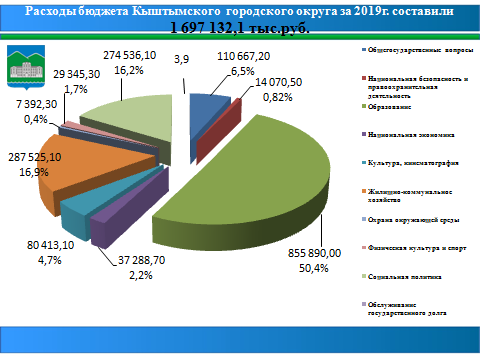 Расходы бюджета Кыштымского городского округа за 2019г. составили
1 697 132,1 тыс.руб.
274 536,10
16,2%
3,9
110 667,20
6,5%
29 345,30
1,7%
14 070,50
0,82%
7 392,30
0,4%
287 525,10
16,9%
80 413,10
4,7%
37 288,70
2,2%
855 890,00
50,4%
Общегосударственные вопросы
Национальная безопасность и
правоохранительная
деятельность
Образование
Национальная экономика
Культура, кинематография
Жилищно-коммунальное
хозяйство
Охрана окружающей среды
Физическая культура и спорт
Социальная политика
Обслуживание
государственного долга